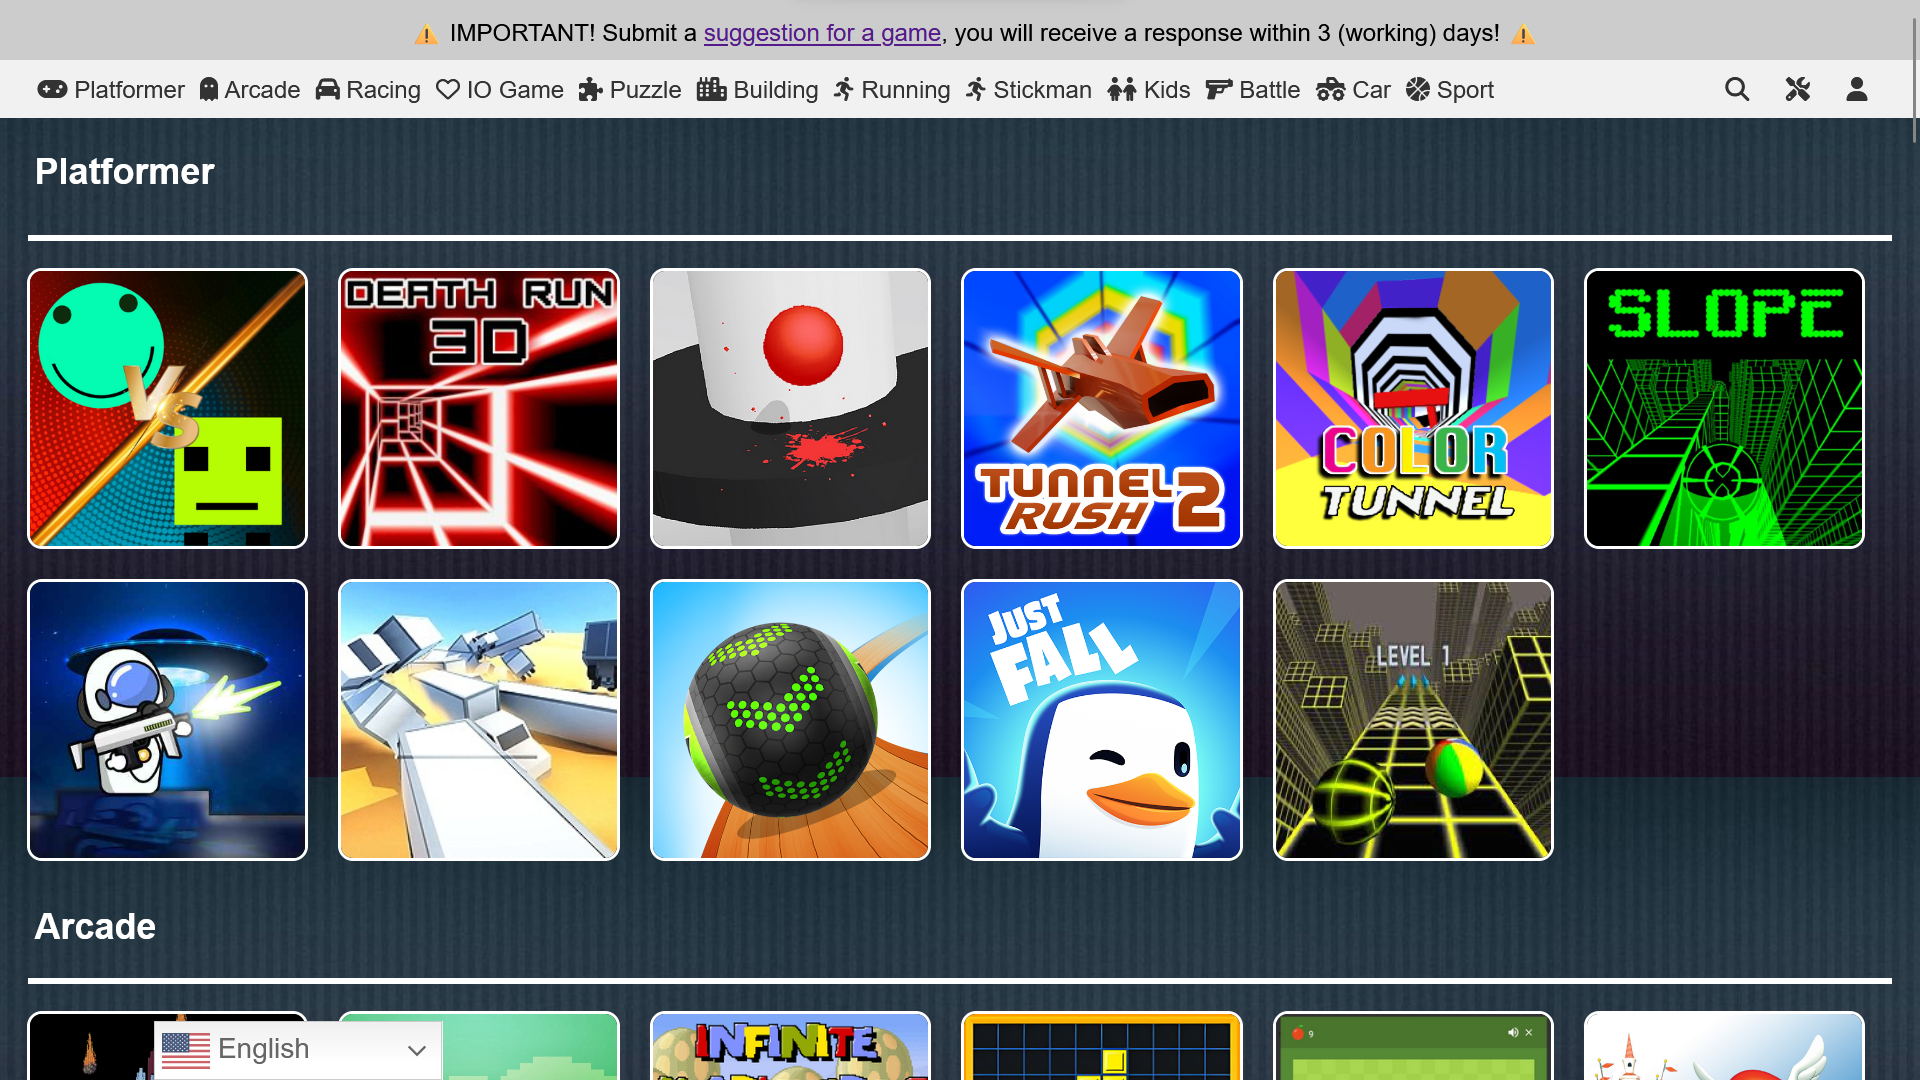 IMPORTANT! Submit a suggestion for a game, you will receive a response within 3 (working) days!
Platformer Arcade Racing IO Game Puzzle Building Running Stickman Kids Battle Car Sport
Platformer
VS
DEATH RUN
3D
TUNNEL
RUSH 2
COLOR
TUNNEL
SLOPE
JUST
FALL
LEVEL 1
Arcade
English
INFINITE
9